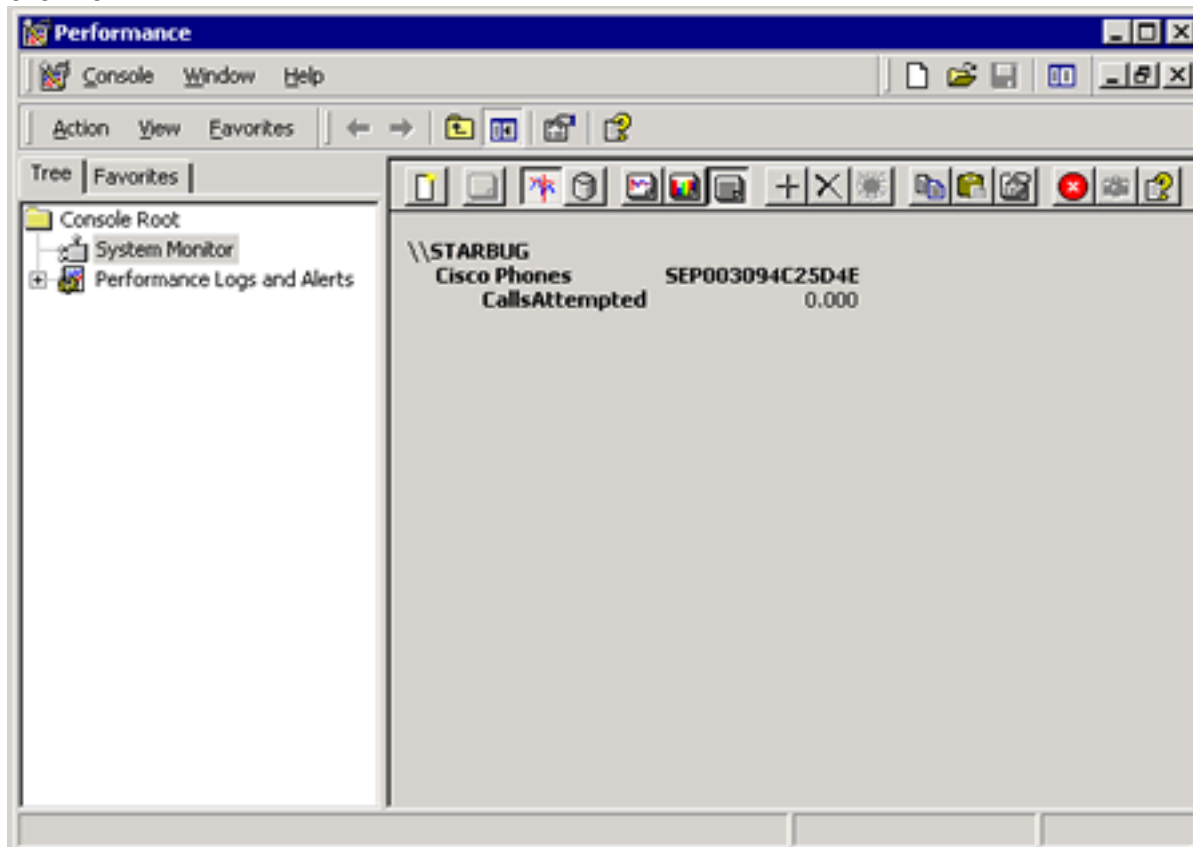 Performance
Console Window Help
Action View Favorites
Tree Favorites
Console Root
System Monitor
Performance Logs and Alerts
\\STARBUG
Cisco Phones SEP003094C25D4E
CallsAttempted 0.000